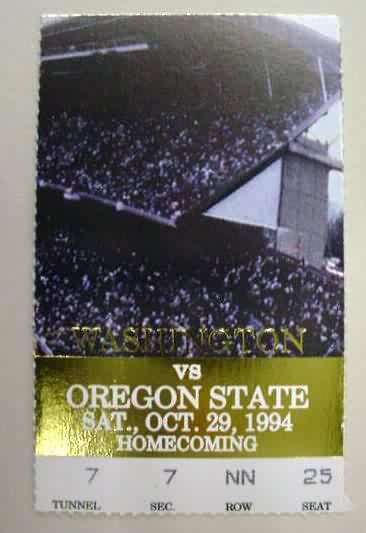 WASHINGTON
VS
OREGON STATE
SAT., OCT. 29, 1994
HOMECOMING
7 7 NN 25
TUNNEL SEC. ROW SEAT